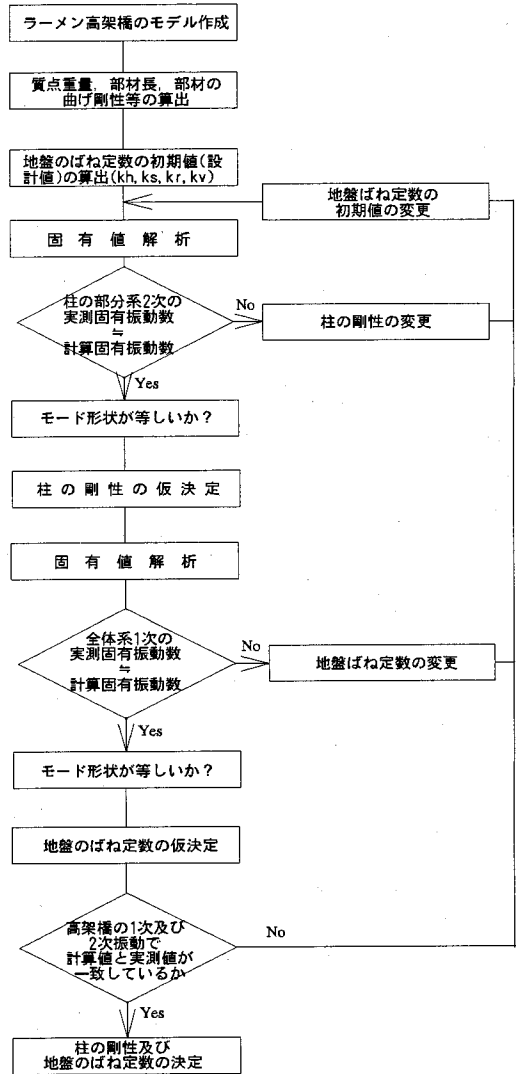 ラーメン高架橋のモデル作成
質点重量，部材長，部材の
曲げ剛性等の算出
地盤のばね定数の初期値(設
計値)の算出(kh, ks, kr, kv)
地盤ばね定数の
初期値の変更
固 有 値 解 析
柱の部分系2次の
実測固有振動数
≒
計算固有振動数
No
柱の剛性の変更
Yes
モード形状が等しいか？
柱 の 剛 性 の 仮 決 定
固 有 値 解 析
全体系1次の
実測固有振動数
≒
計算固有振動数
No
地盤ばね定数の変更
Yes
モード形状が等しいか？
地盤のばね定数の仮決定
高架橋の1次及び
2次振動で
計算値と実測値が
一致しているか
No
Yes
柱の剛性及び
地盤のばね定数の決定